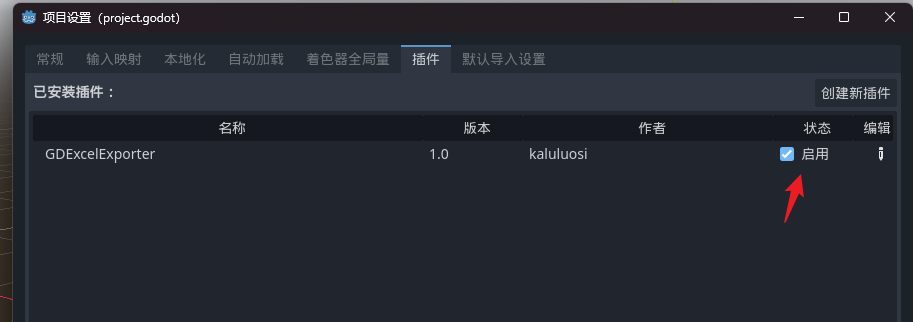 项目设置（project.godot）
常规 输入映射 本地化 自动加载 着色器全局量 插件 默认导入设置
已安装插件： 创建新插件
名称 版本 作者 状态 编辑
GDExcelExporter 1.0 kaluluosi 启用